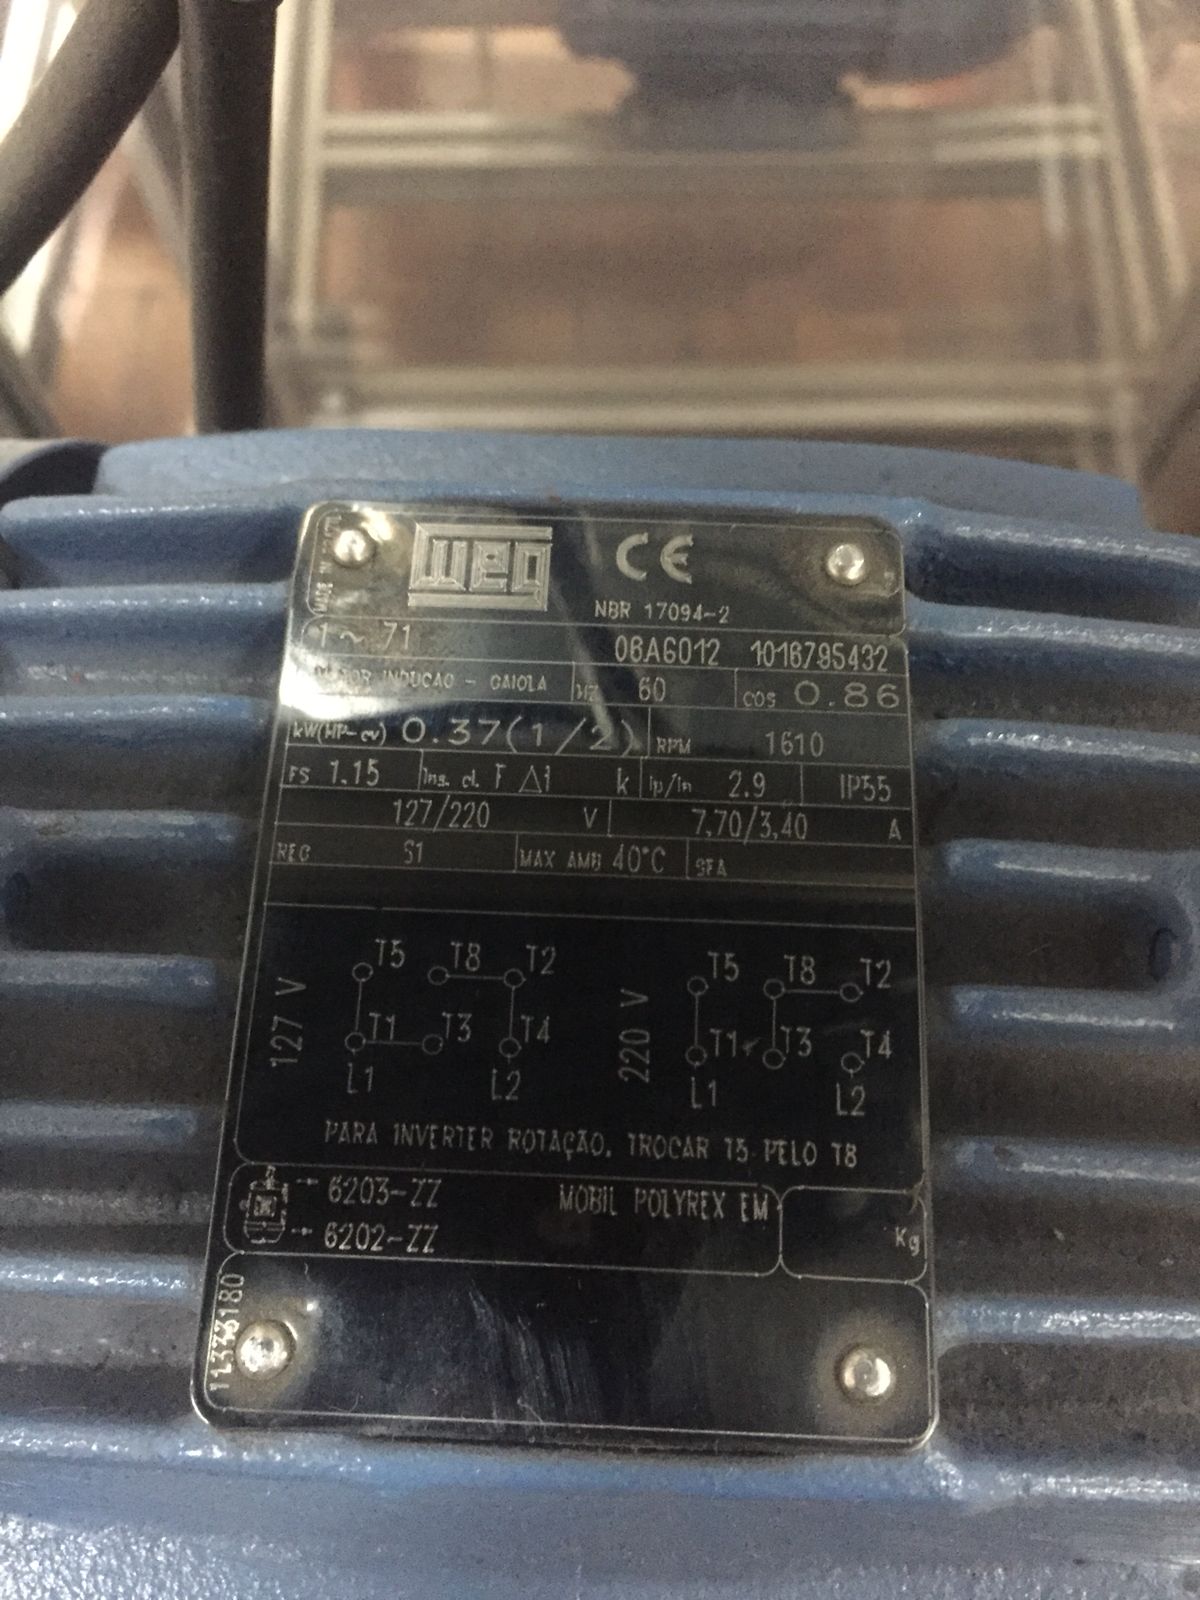 WEG CE
NBR 17094-2
1~ 71 06AG012 1016795432
MOTOR INDUCAO - GAIOLA Hz 60 COS 0.86
kW(HP-cv) 0.37(1/2) RPM 1610
FS 1.15 Ins. cl. F Δt k Ip/In 2.9 IP55
127/220 V 7,70/3,40 A
REG S1 MAX AMB 40°C SFA
127 V T5 T8 T2 220 V T5 T8 T2
T1 T3 T4 T1 T3 T4
L1 L2 L1 L2
PARA INVERTER ROTAÇÃO, TROCAR T5 PELO T8
6203-ZZ MOBIL POLYREX EM
6202-ZZ Kg